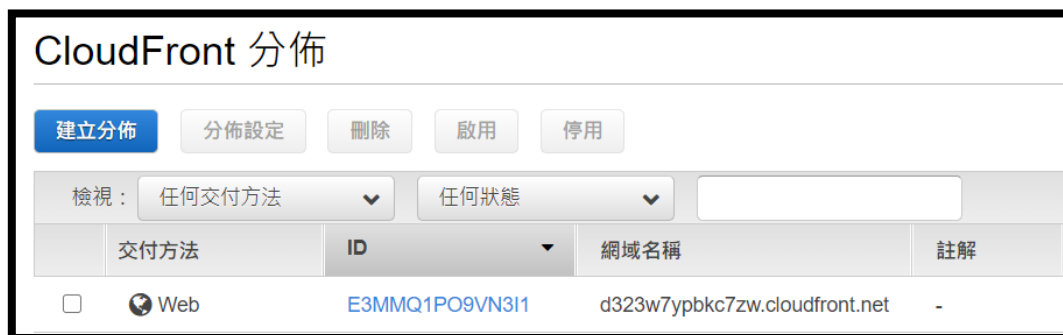 CloudFront 分佈
建立分佈 分佈設定 刪除 啟用 停用
檢視： 任何交付方法 任何狀態
交付方法 ID 網域名稱 註解
Web E3MMQ1PO9VN3I1 d323w7ypbkc7zw.cloudfront.net -